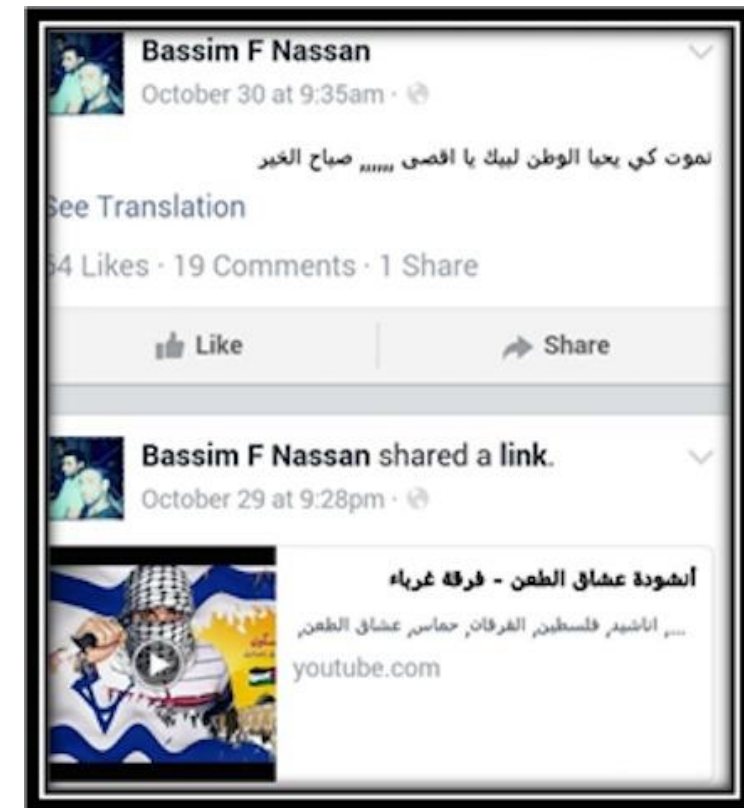 Bassim F Nassan
October 30 at 9:35am ·
نموت كي يحيا الوطن لبيك يا اقصى ,,,,,, صباح الخير
See Translation
64 Likes · 19 Comments · 1 Share
Like
Share
Bassim F Nassan shared a link.
October 29 at 9:28pm ·
أنشودة عشاق الطعن - فرقة غرباء
..., اناشيد, فلسطين, الفرقان, حماس, عشاق الطعن,
youtube.com